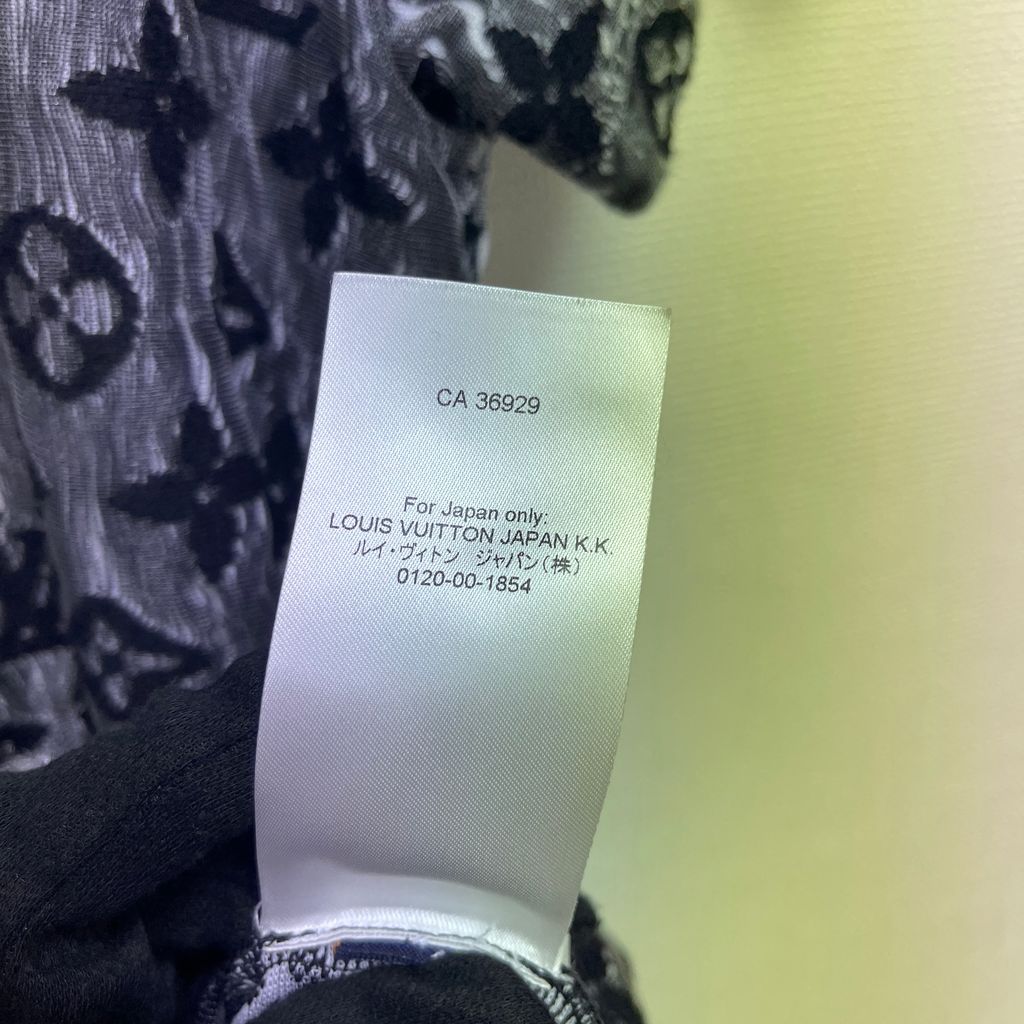 CA 36929
For Japan only:
LOUIS VUITTON JAPAN K.K.
ルイ・ヴィトン ジャパン(株)
0120-00-1854